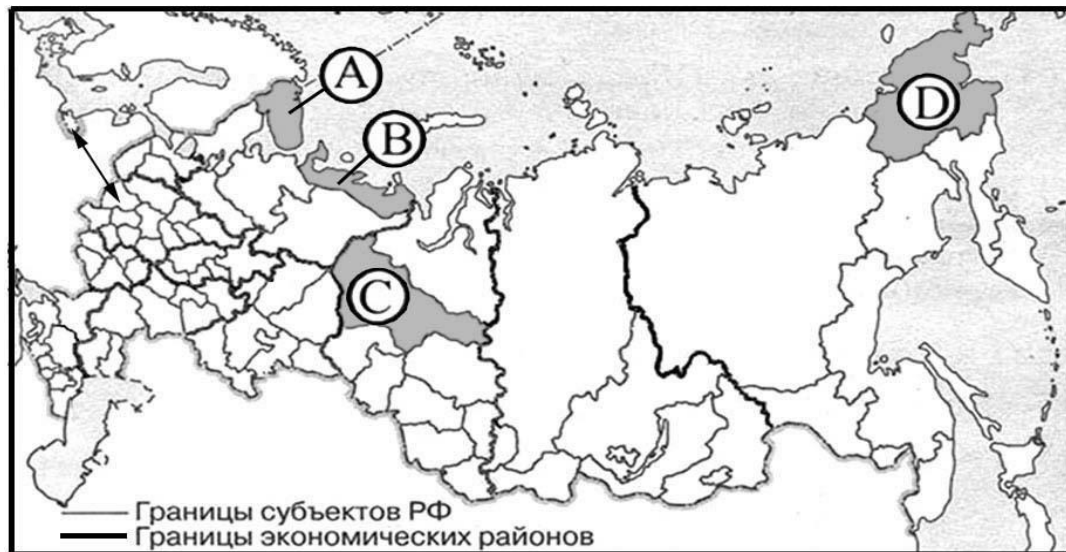 A
B
C
D
Границы субъектов РФ
Границы экономических районов